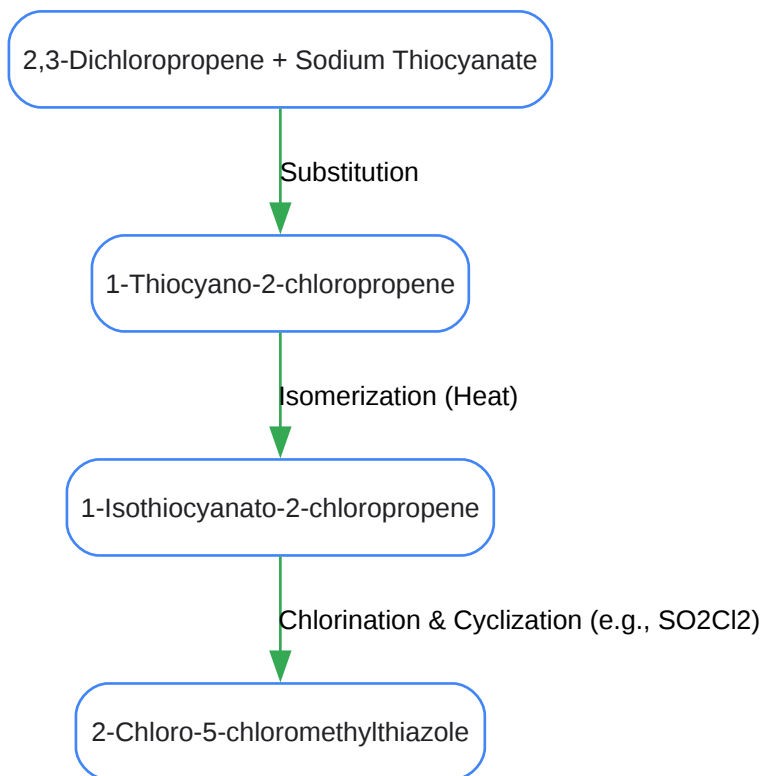 2,3-Dichloropropene + Sodium Thiocyanate
Substitution
1-Thiocyano-2-chloropropene
Isomerization (Heat)
1-Isothiocyanato-2-chloropropene
Chlorination & Cyclization (e.g., SO2Cl2)
2-Chloro-5-chloromethylthiazole